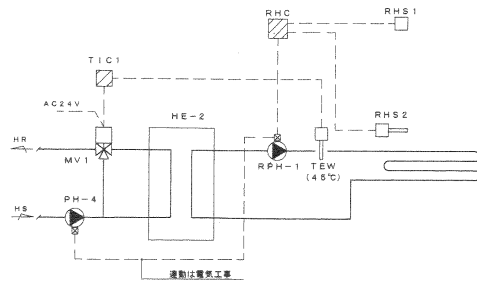 RHC
RHS1
TIC1
AC24V
HE-2
RHS2
HR
MV1
RPH-1
TEW
(45℃)
PH-4
HS
連動は電気工事